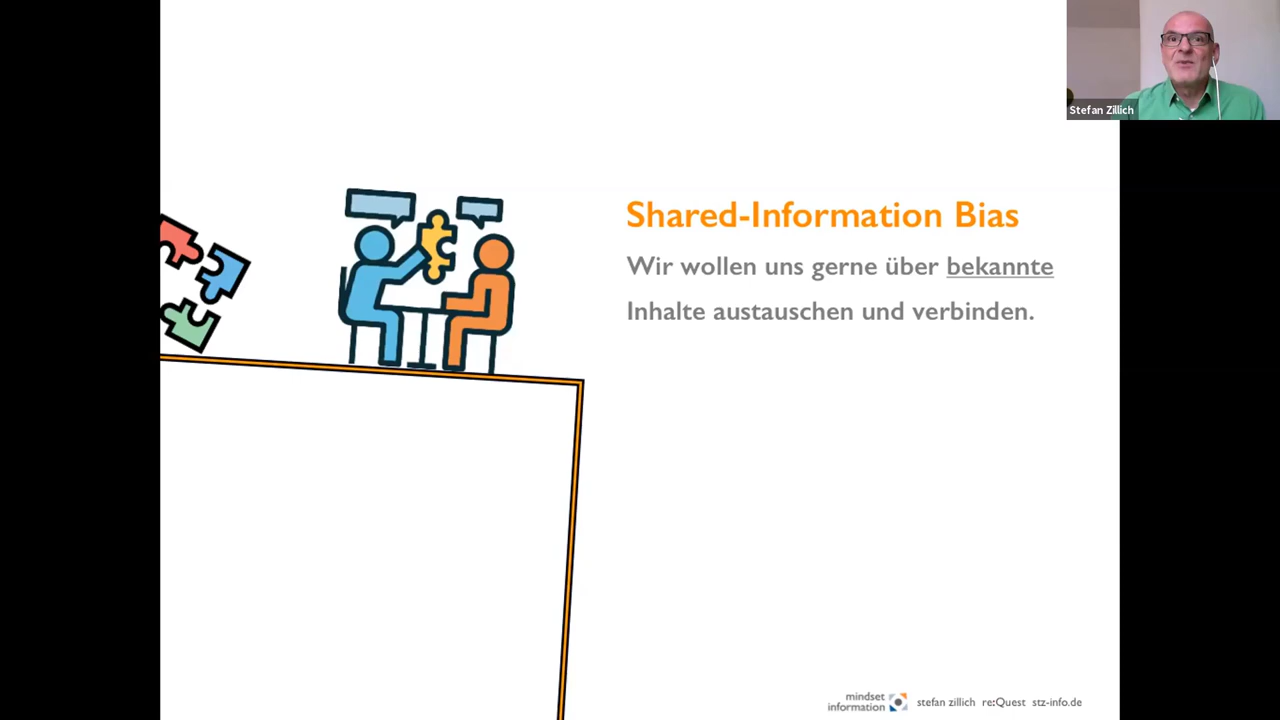 Stefan Zillich
Shared-Information Bias
Wir wollen uns gerne über bekannte
Inhalte austauschen und verbinden.
mindset
information
stefan zillich re:Quest stz-info.de